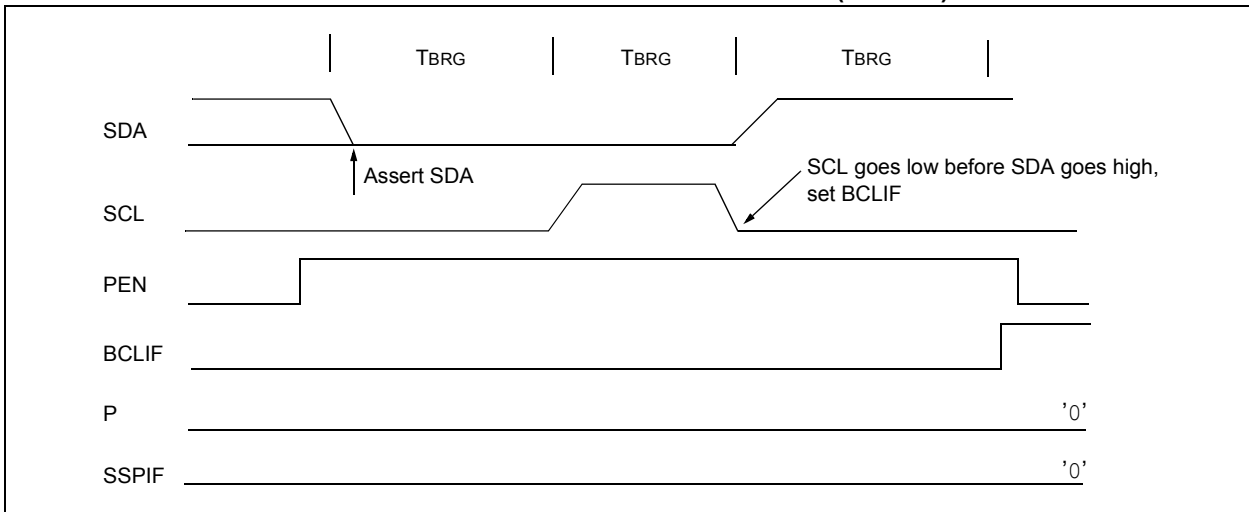 TBRG TBRG TBRG
SDA
Assert SDA
SCL goes low before SDA goes high,
set BCLIF
SCL
PEN
BCLIF
P '0'
SSPIF '0'